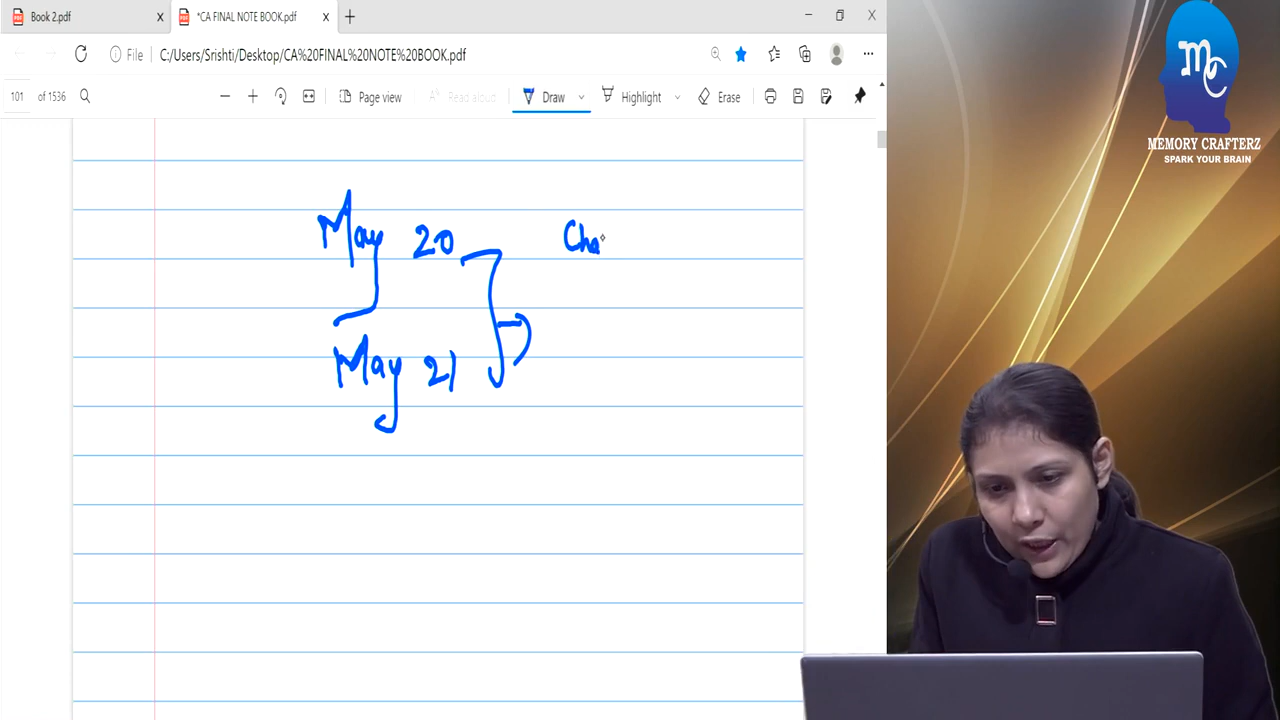 Book 2.pdf
*CA FINAL NOTE BOOK.pdf
File C:/Users/Srishti/Desktop/CA%20FINAL%20NOTE%20BOOK.pdf
101 of 1536 Page view Read aloud Draw Highlight Erase
May 20 Cha
May 21
MC
MEMORY CRAFTERZ
SPARK YOUR BRAIN